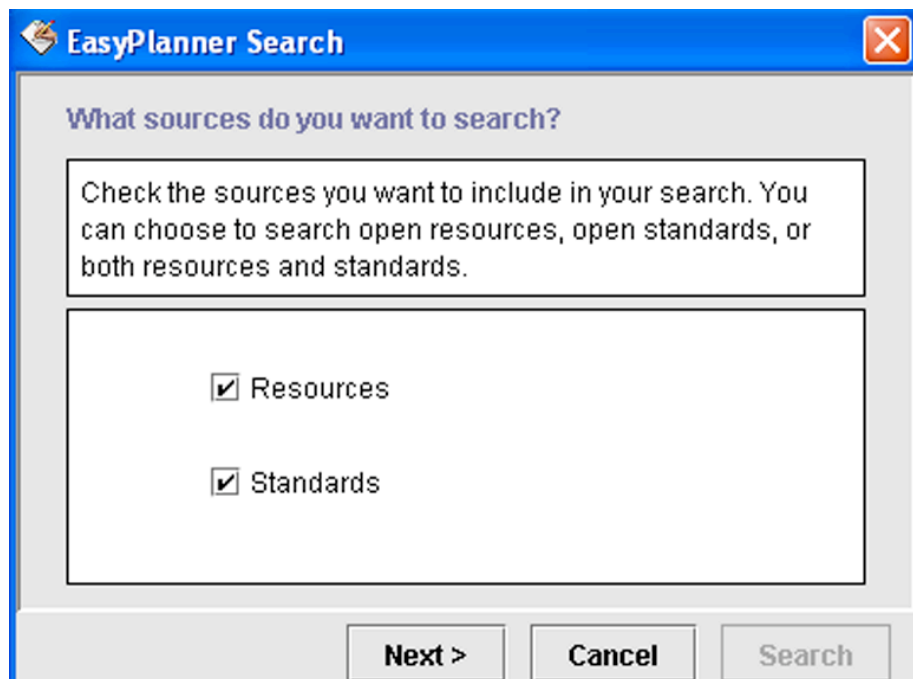 EasyPlanner Search
What sources do you want to search?
Check the sources you want to include in your search. You
can choose to search open resources, open standards, or
both resources and standards.
Resources
Standards
Next > Cancel Search